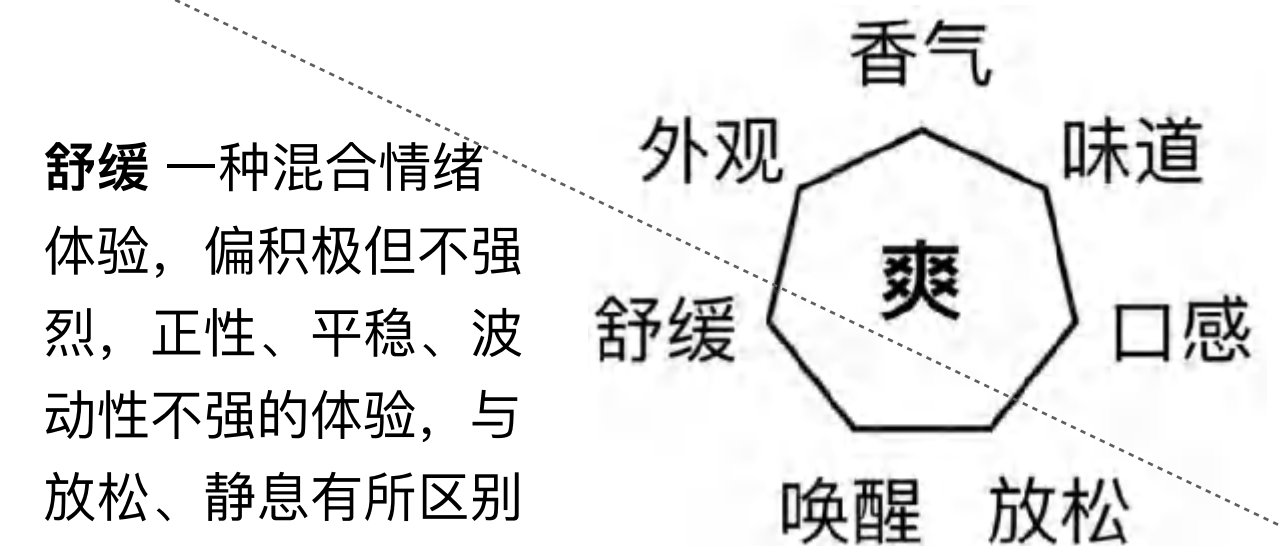 舒缓 一种混合情绪
体验，偏积极但不强
烈，正性、平稳、波
动性不强的体验，与
放松、静息有所区别
香气
外观
味道
爽
舒缓
口感
唤醒
放松